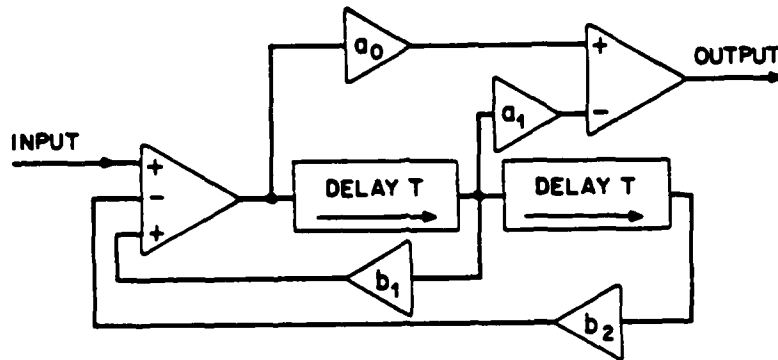 a0
+
OUTPUT
a1
-
INPUT
+
-
+
DELAY T
DELAY T
b1
b2